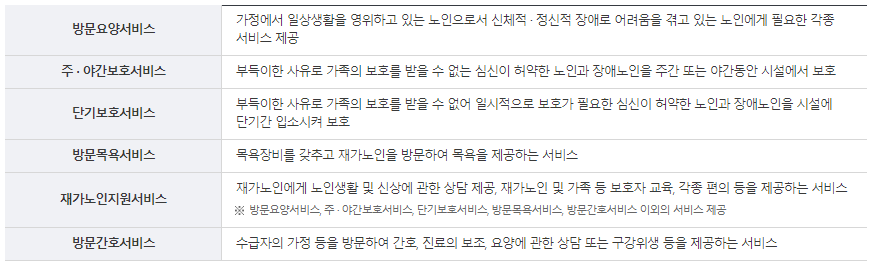 방문요양서비스
가정에서 일상생활을 영위하고 있는 노인으로서 신체적·정신적 장애로 어려움을 겪고 있는 노인에게 필요한 각종
서비스 제공
주·야간보호서비스
부득이한 사유로 가족의 보호를 받을 수 없는 심신이 허약한 노인과 장애노인을 주간 또는 야간동안 시설에서 보호
단기보호서비스
부득이한 사유로 가족의 보호를 받을 수 없어 일시적으로 보호가 필요한 심신이 허약한 노인과 장애노인을 시설에
단기간 입소시켜 보호
방문목욕서비스
목욕장비를 갖추고 재가노인을 방문하여 목욕을 제공하는 서비스
재가노인지원서비스
재가노인에게 노인생활 및 신상에 관한 상담 제공, 재가노인 및 가족 등 보호자 교육, 각종 편의 등을 제공하는 서비스
※ 방문요양서비스, 주·야간보호서비스, 단기보호서비스, 방문목욕서비스, 방문간호서비스 이외의 서비스 제공
방문간호서비스
수급자의 가정 등을 방문하여 간호, 진료의 보조, 요양에 관한 상담 또는 구강위생 등을 제공하는 서비스